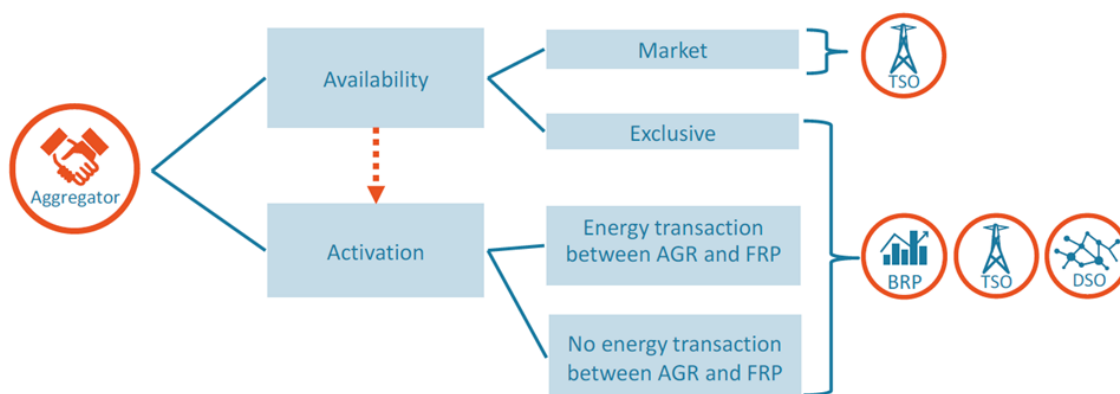 Availability
Market
TSO
Exclusive
Aggregator
Activation
Energy transaction
between AGR and FRP
BRP
TSO
DSO
No energy transaction
between AGR and FRP